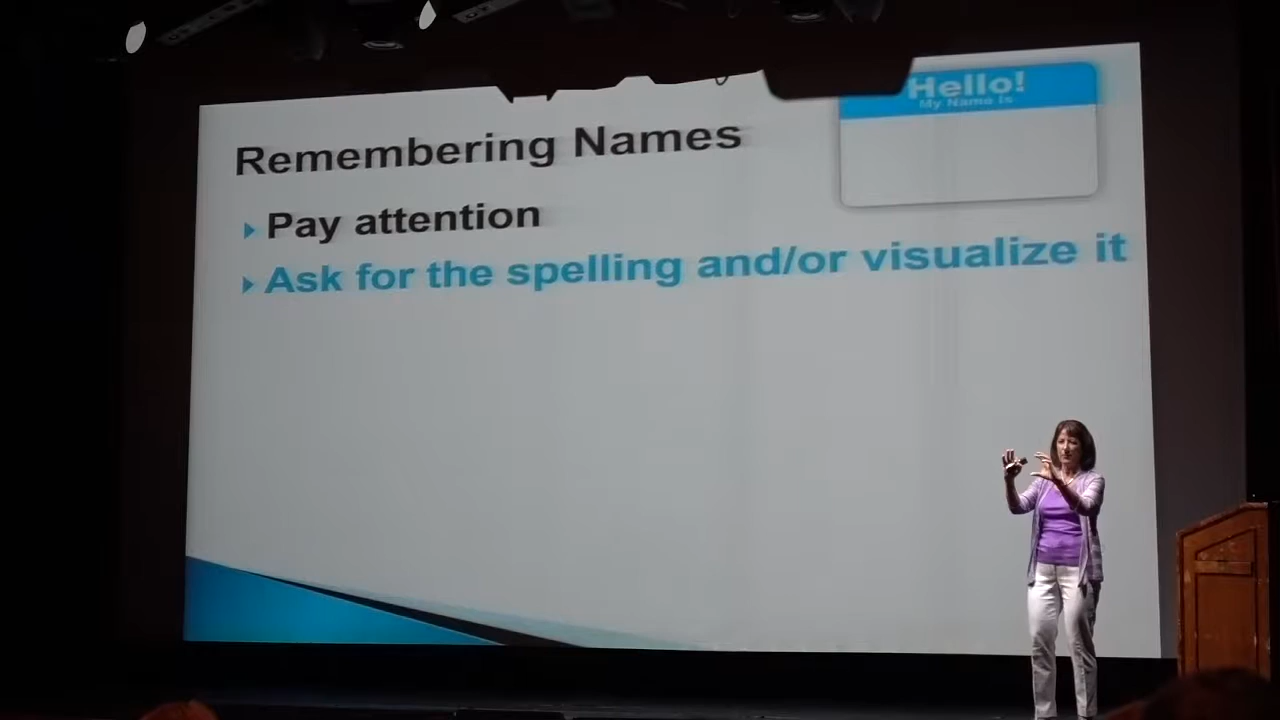 Hello!
My Name Is
Remembering Names
Pay attention
Ask for the spelling and/or visualize it